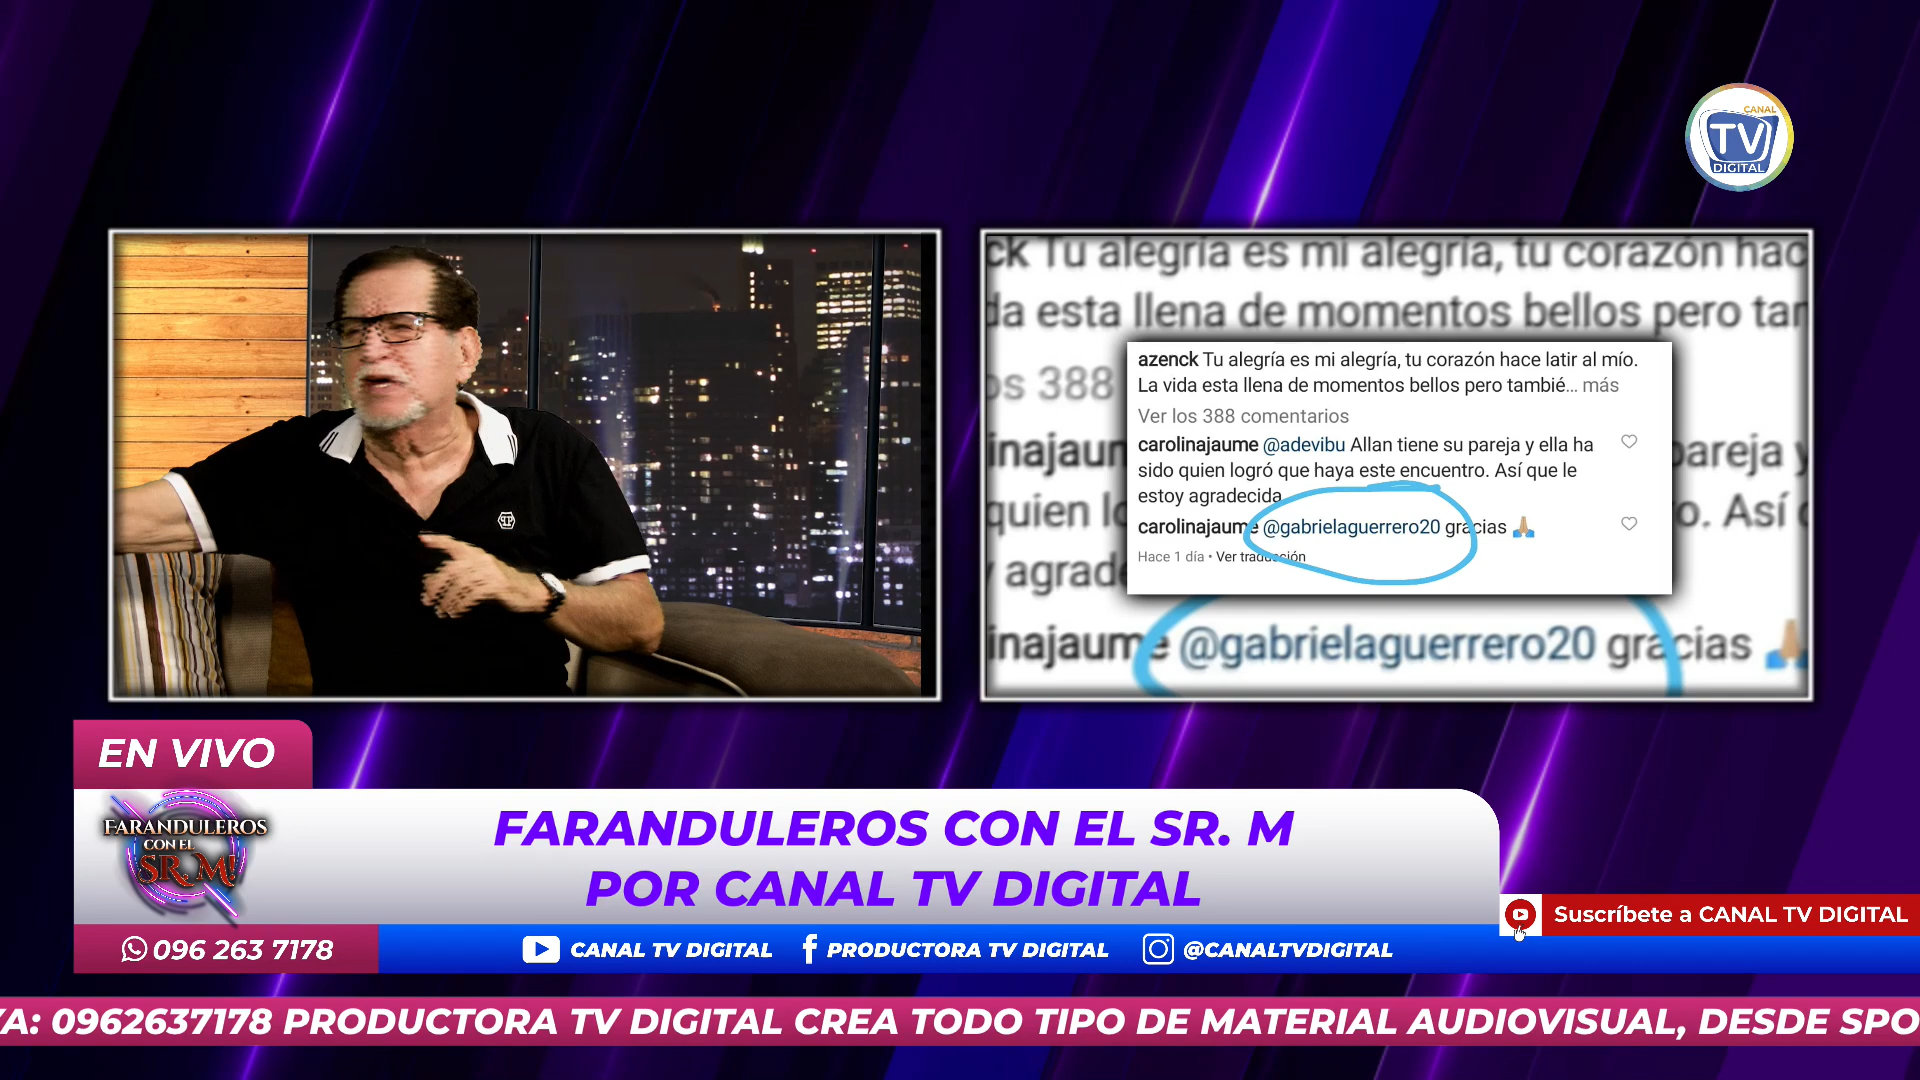 CANAL
TV
DIGITAL
ck Tu alegría es mi alegría, tu corazón hac
da esta llena de momentos bellos pero tar
os 388
inajaum
pareja y
quien lo
o. Así q
y agrade
inajaume @gabrielaguerrero20 gracias 🙏🏼
azenck Tu alegría es mi alegría, tu corazón hace latir al mío.
La vida esta llena de momentos bellos pero tambié... más
Ver los 388 comentarios
carolinajaume @adevibu Allan tiene su pareja y ella ha
sido quien logró que haya este encuentro. Así que le
estoy agradecida
carolinajaume @gabrielaguerrero20 gracias 🙏🏼
Hace 1 día • Ver traducción
EN VIVO
FARANDULEROS
CON EL
SR. M!
FARANDULEROS CON EL SR. M
POR CANAL TV DIGITAL
Suscríbete a CANAL TV DIGITAL
096 263 7178
CANAL TV DIGITAL
PRODUCTORA TV DIGITAL
@CANALTVDIGITAL
YA: 0962637178 PRODUCTORA TV DIGITAL CREA TODO TIPO DE MATERIAL AUDIOVISUAL, DESDE SPO